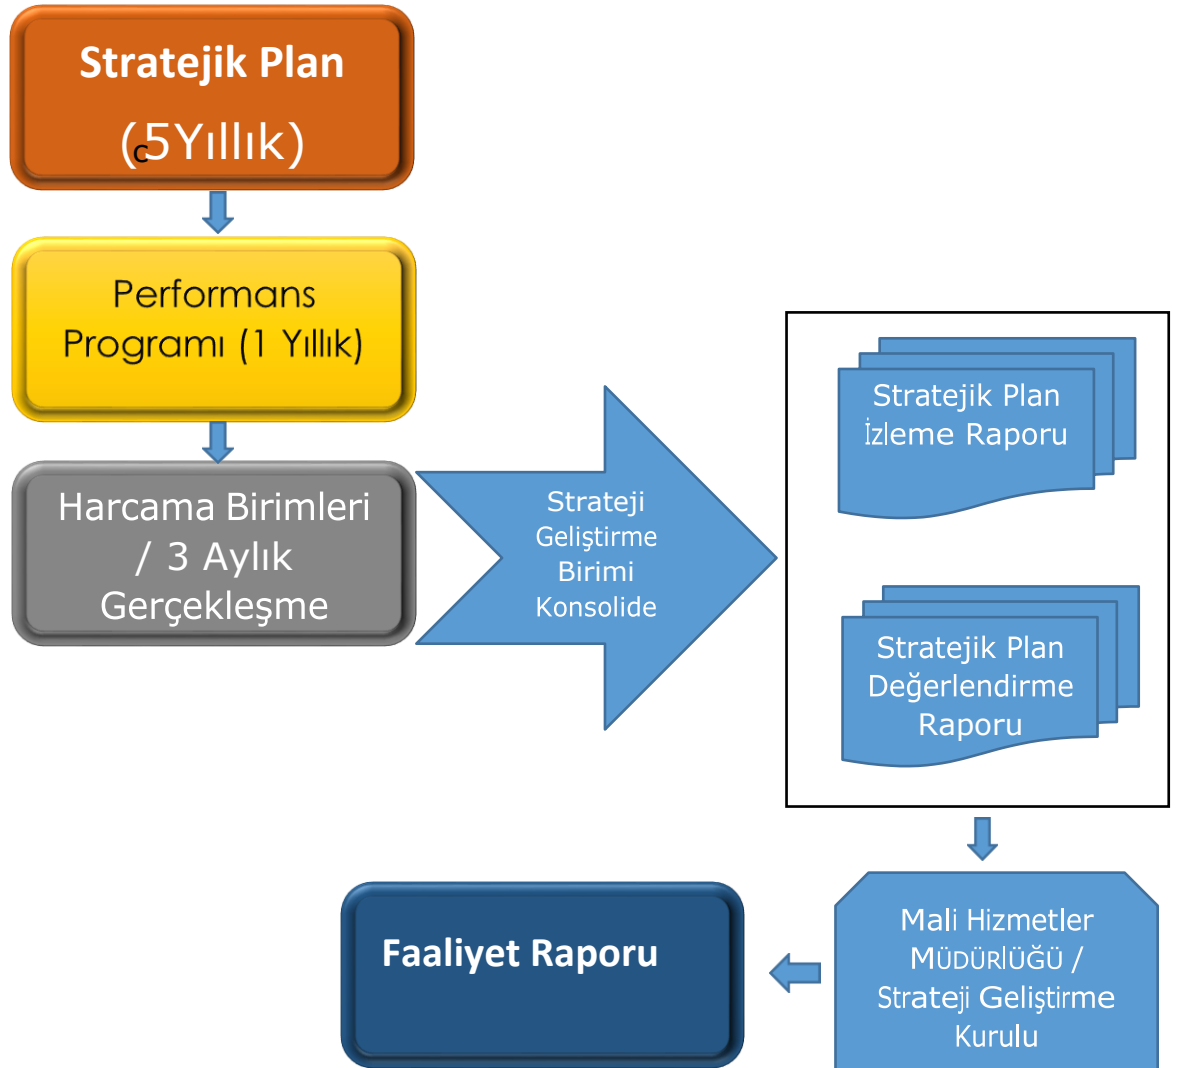 Stratejik Plan
(c5Yıllık)
Performans
Programı (1 Yıllık)
Harcama Birimleri
/ 3 Aylık
Gerçekleşme
Strateji
Geliştirme
Birimi
Konsolide
Stratejik Plan
İzleme Raporu
Stratejik Plan
Değerlendirme
Raporu
Mali Hizmetler
MÜDÜRlÜĞÜ /
Strateji Geliştirme
Kurulu
Faaliyet Raporu